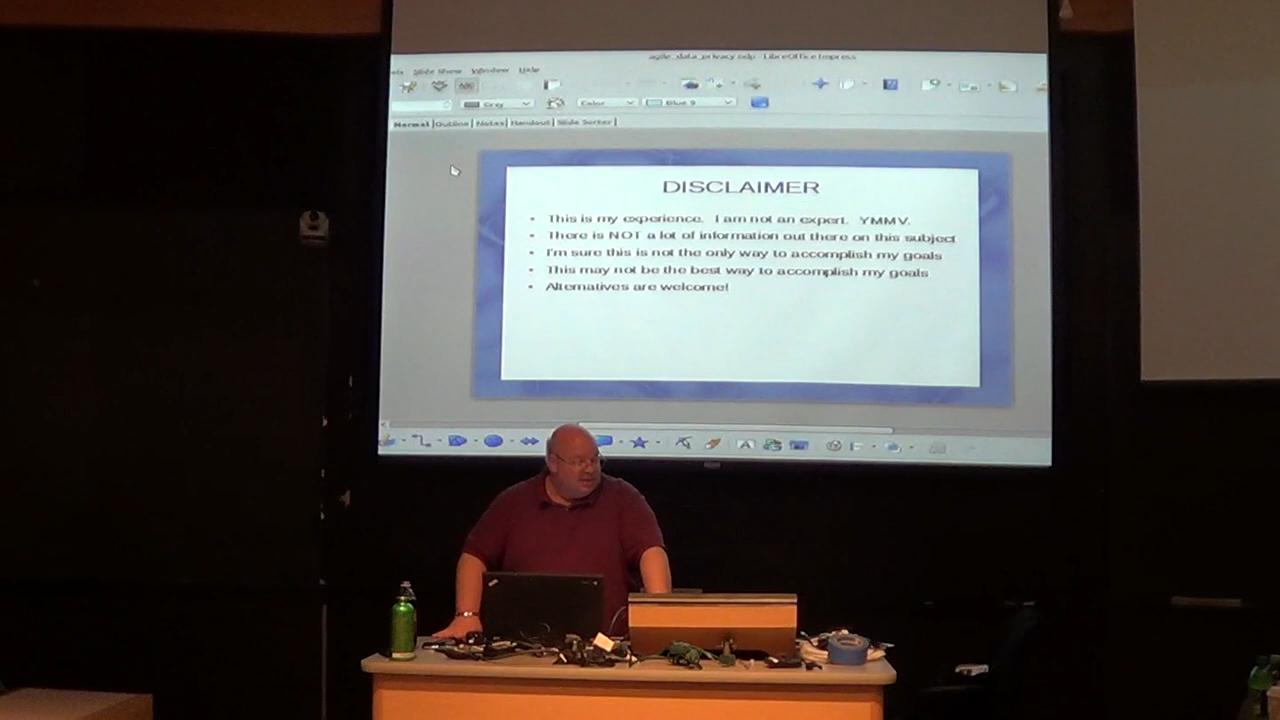 agile_data_privacy.odp - LibreOffice Impress
Slide Show Window Help
Gray Color Blue 9
Normal Outline Notes Handout Slide Sorter
DISCLAIMER
• This is my experience. I am not an expert. YMMV.
• There is NOT a lot of information out there on this subject
• I'm sure this is not the only way to accomplish my goals
• This may not be the best way to accomplish my goals
• Alternatives are welcome!